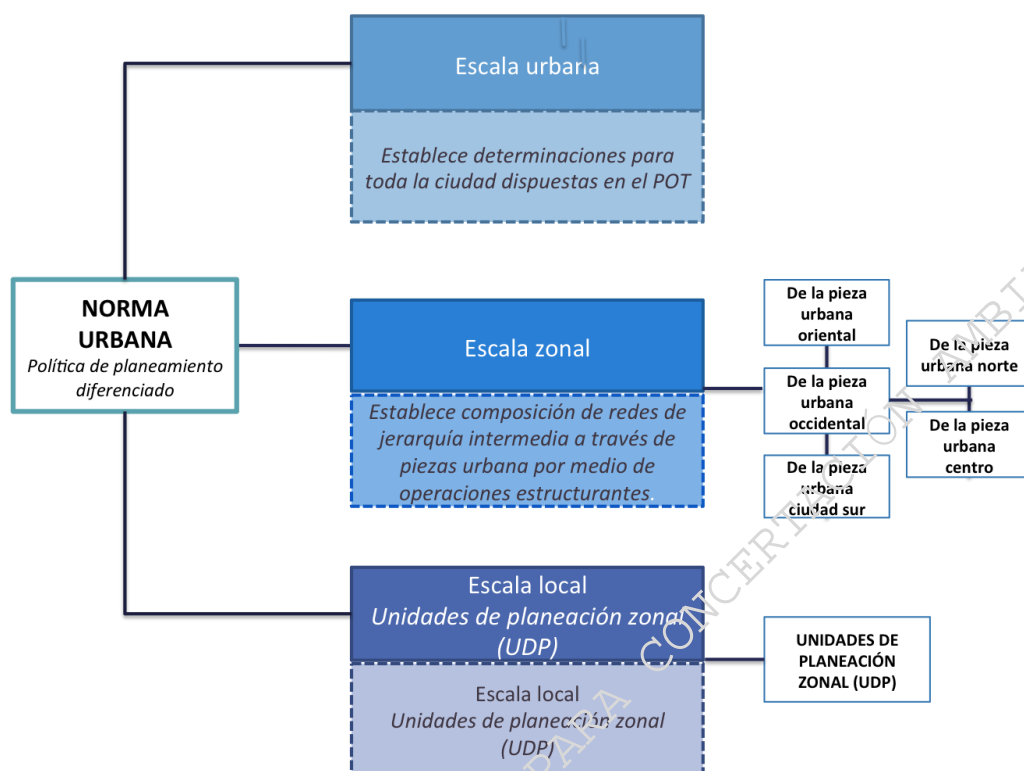 Escala urbana
Establece determinaciones para
toda la ciudad dispuestas en el POT
NORMA
URBANA
Política de planeamiento
diferenciado
Escala zonal
Establece composición de redes de
jerarquía intermedia a través de
piezas urbana por medio de
operaciones estructurantes.
De la pieza
urbana
oriental
De la pieza
urbana
occidental
De la pieza
urbana
ciudad sur
De la pieza
urbana norte
De la pieza
urbana
centro
Escala local
Unidades de planeación zonal
(UDP)
Escala local
Unidades de planeación zonal
(UDP)
UNIDADES DE
PLANEACIÓN
ZONAL (UDP)
PARA CONCERTACIÓN AMBI